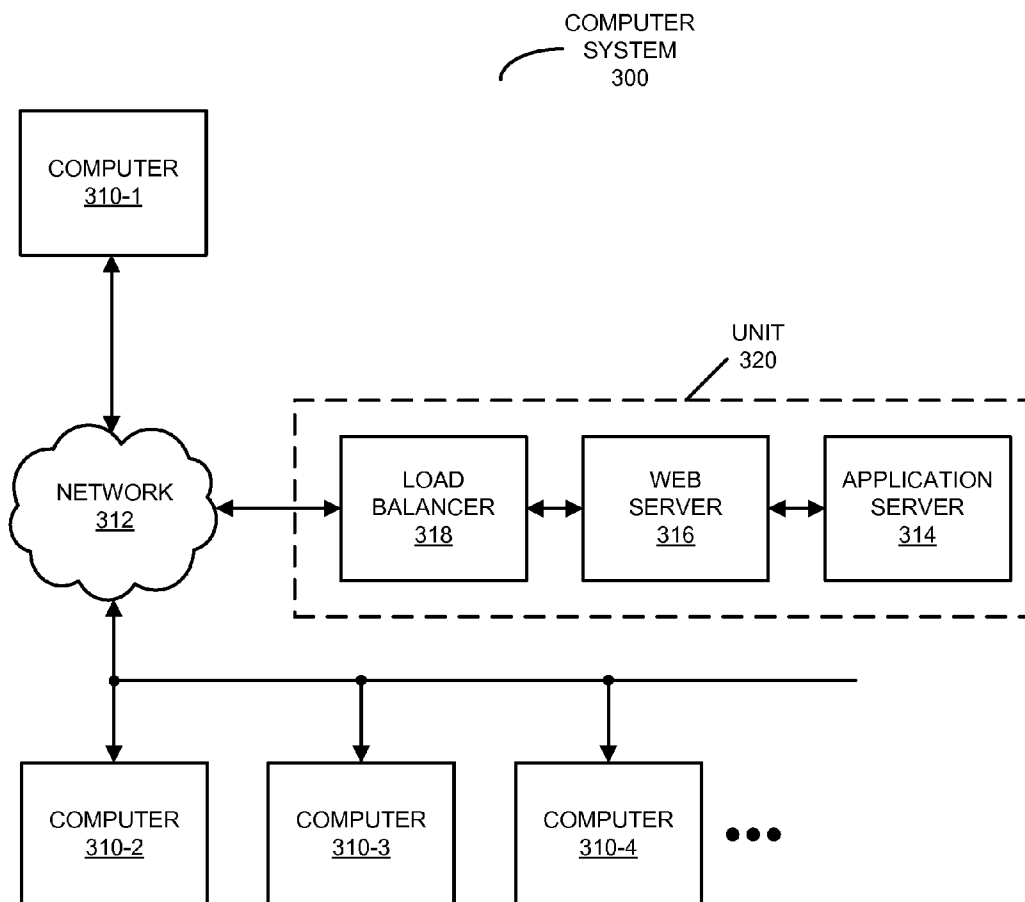 COMPUTER
SYSTEM
300
COMPUTER
310-1
UNIT
320
NETWORK
312
LOAD
BALANCER
318
WEB
SERVER
316
APPLICATION
SERVER
314
COMPUTER
310-2
COMPUTER
310-3
COMPUTER
310-4